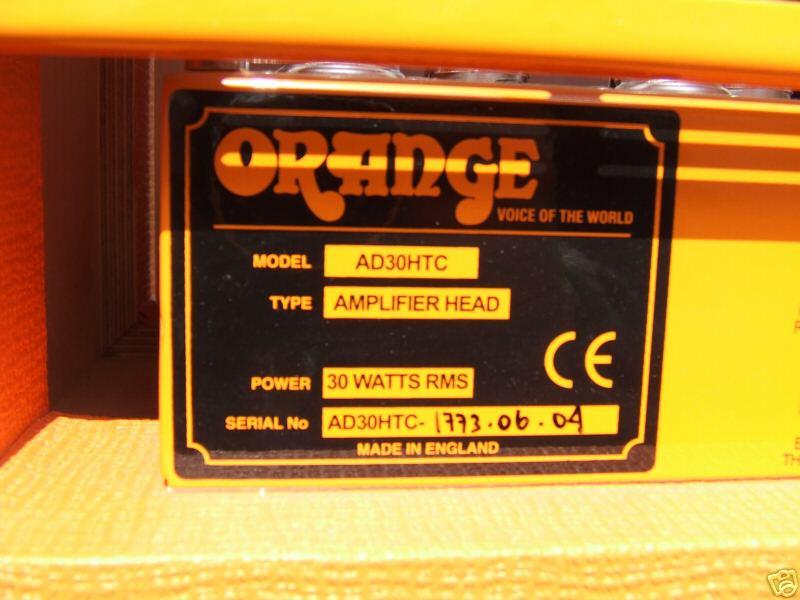 ORANGE
VOICE OF THE WORLD
MODEL AD30HTC
TYPE AMPLIFIER HEAD
POWER 30 WATTS RMS
CE
SERIAL No AD30HTC-1773.06.04
MADE IN ENGLAND